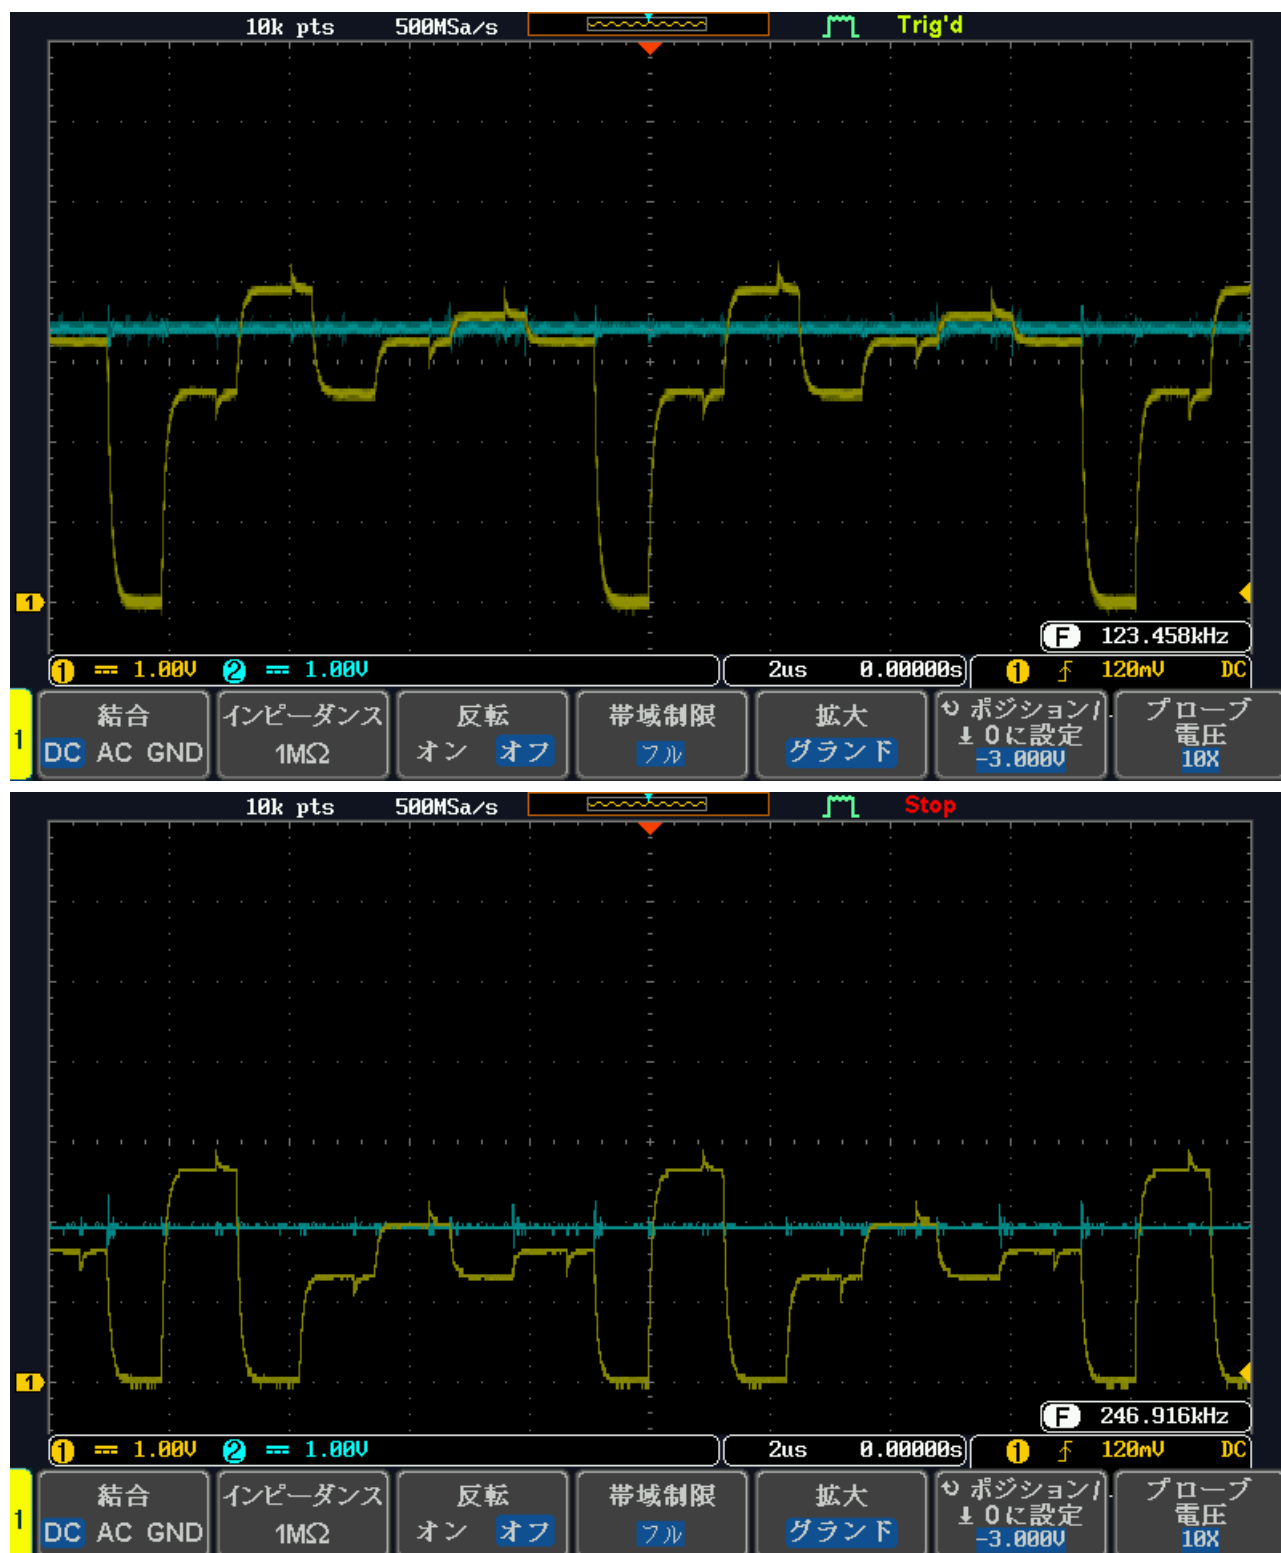 10k pts 500MSa/s Trig'd
1
F 123.458kHz
1 1.00V 2 1.00V 2us 0.00000s 1 120mV DC
1
結合 インピーダンス 反転 帯域制限 拡大 ポジション/. プローブ
0に設定 電圧
DC AC GND 1MΩ オン オフ フル グランド -3.000V 10X
10k pts 500MSa/s Stop
1
F 246.916kHz
1 1.00V 2 1.00V 2us 0.00000s 1 120mV DC
1
結合 インピーダンス 反転 帯域制限 拡大 ポジション/. プローブ
0に設定 電圧
DC AC GND 1MΩ オン オフ フル グランド -3.000V 10X